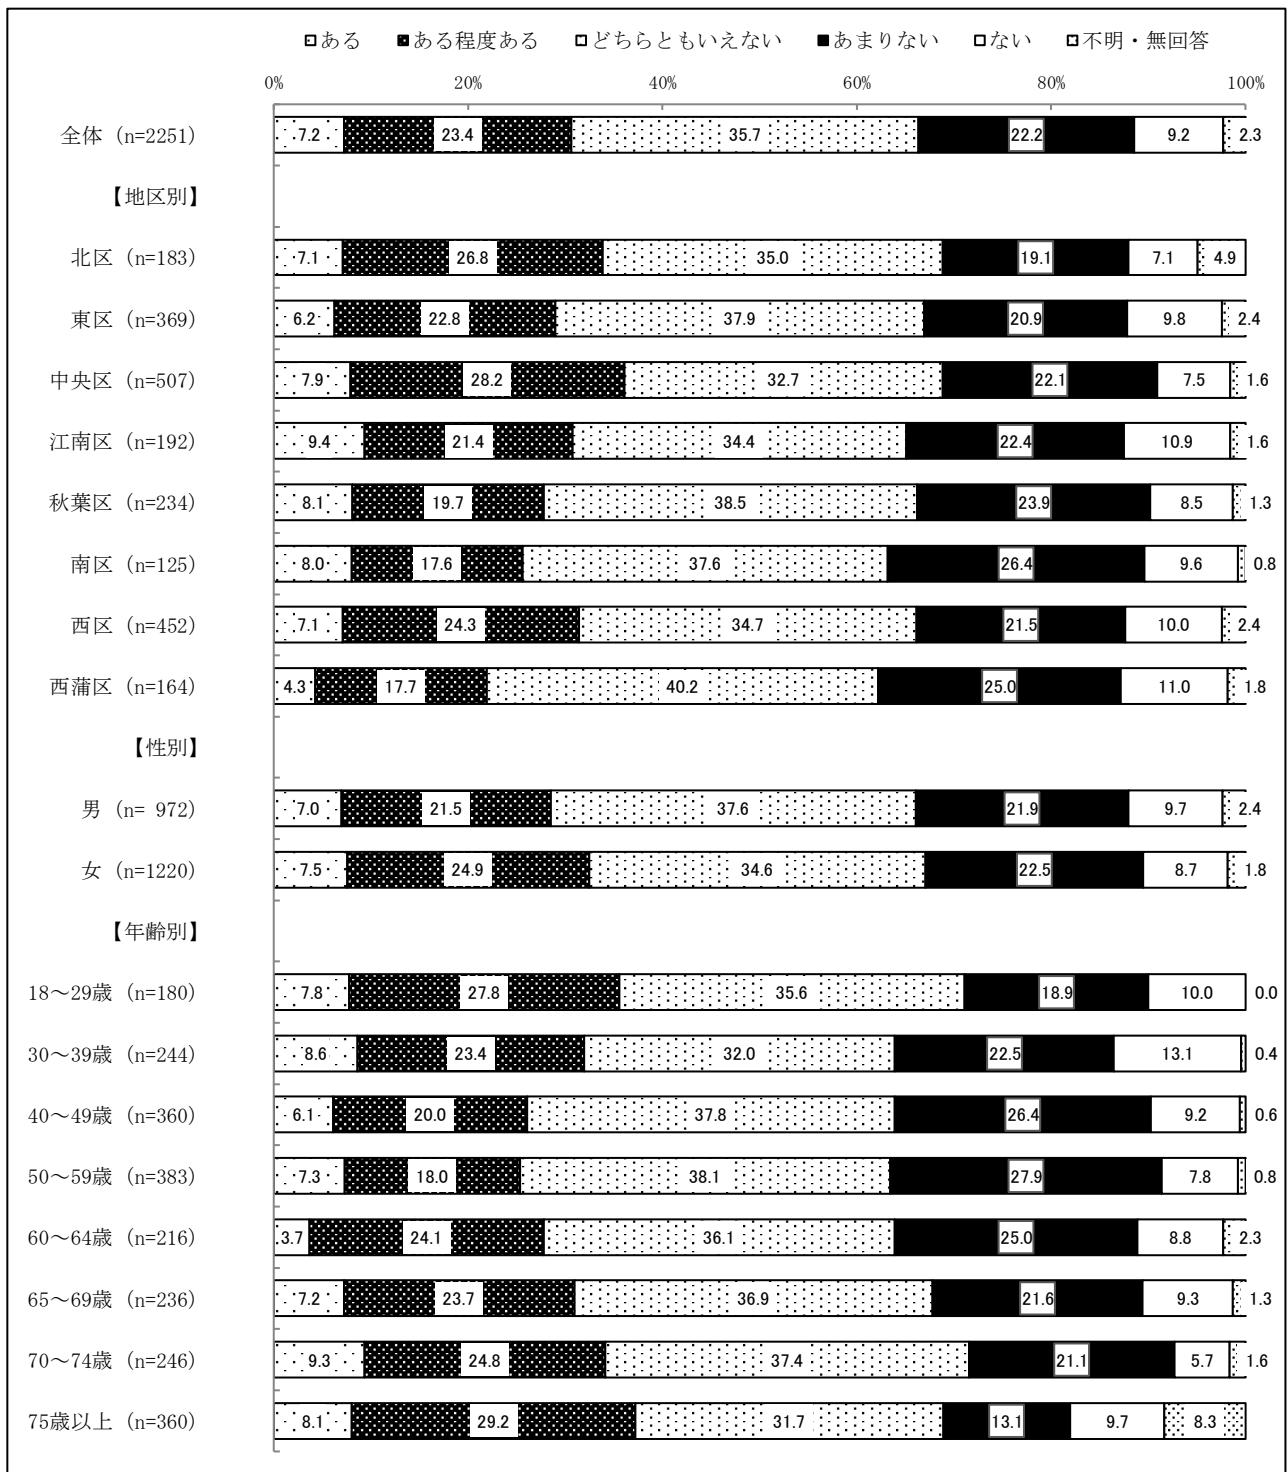 ある ある程度ある どちらともいえない あまりない ない 不明・無回答
0% 20% 40% 60% 80% 100%
全体 (n=2251) 7.2 23.4 35.7 22.2 9.2 2.3
【地区別】
北区 (n=183) 7.1 26.8 35.0 19.1 7.1 4.9
東区 (n=369) 6.2 22.8 37.9 20.9 9.8 2.4
中央区 (n=507) 7.9 28.2 32.7 22.1 7.5 1.6
江南区 (n=192) 9.4 21.4 34.4 22.4 10.9 1.6
秋葉区 (n=234) 8.1 19.7 38.5 23.9 8.5 1.3
南区 (n=125) 8.0 17.6 37.6 26.4 9.6 0.8
西区 (n=452) 7.1 24.3 34.7 21.5 10.0 2.4
西蒲区 (n=164) 4.3 17.7 40.2 25.0 11.0 1.8
【性別】
男 (n= 972) 7.0 21.5 37.6 21.9 9.7 2.4
女 (n=1220) 7.5 24.9 34.6 22.5 8.7 1.8
【年齢別】
18～29歳 (n=180) 7.8 27.8 35.6 18.9 10.0 0.0
30～39歳 (n=244) 8.6 23.4 32.0 22.5 13.1 0.4
40～49歳 (n=360) 6.1 20.0 37.8 26.4 9.2 0.6
50～59歳 (n=383) 7.3 18.0 38.1 27.9 7.8 0.8
60～64歳 (n=216) 3.7 24.1 36.1 25.0 8.8 2.3
65～69歳 (n=236) 7.2 23.7 36.9 21.6 9.3 1.3
70～74歳 (n=246) 9.3 24.8 37.4 21.1 5.7 1.6
75歳以上 (n=360) 8.1 29.2 31.7 13.1 9.7 8.3